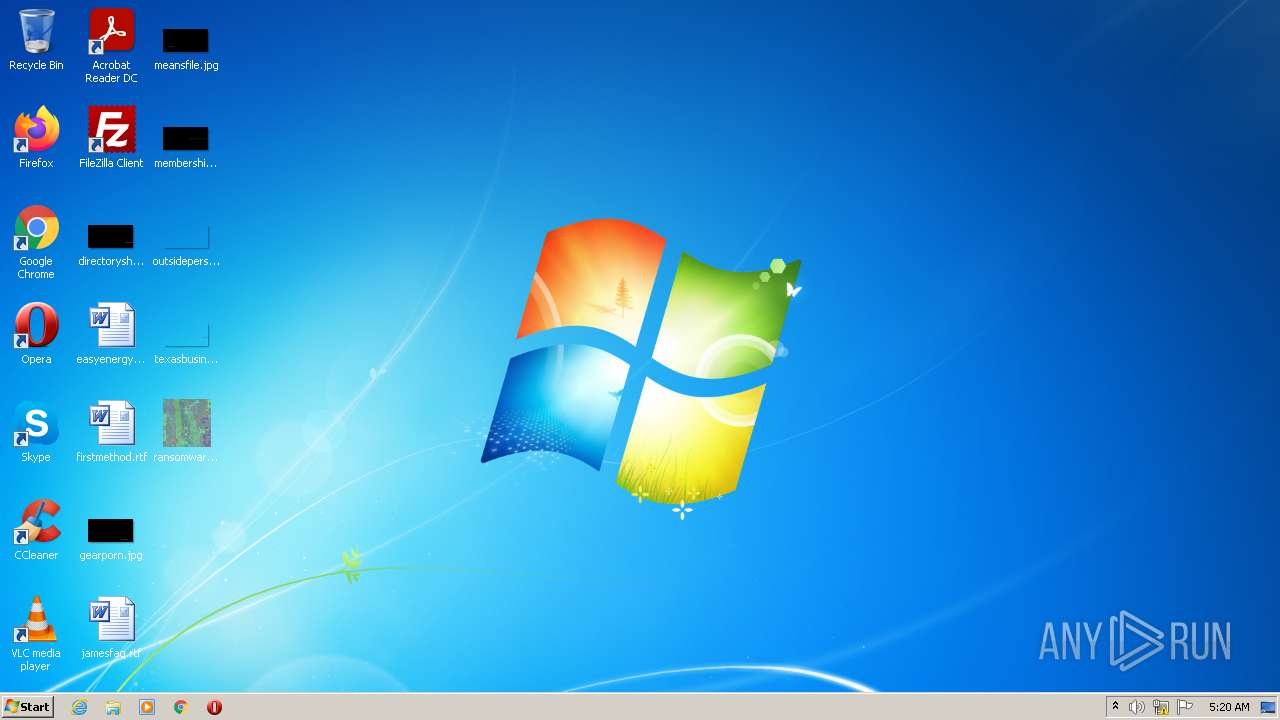 Recycle Bin
Acrobat
Reader DC
meansfile.jpg
Firefox
FileZilla Client
membershi...
Google
Chrome
directorysh...
outsidepers...
Opera
easyenergy...
texasbusin...
Skype
firstmethod.rtf
ransomwar...
CCleaner
gearporn.jpg
VLC media
player
jamesfaq.rtf
ANY RUN
Start
5:20 AM